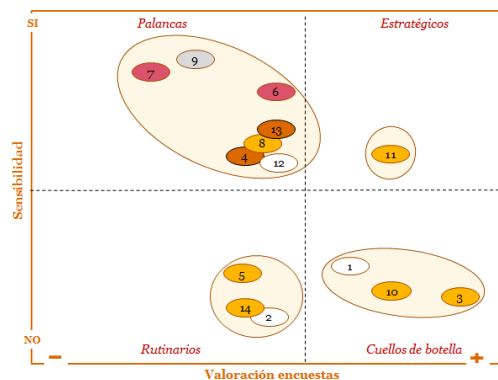 Palancas
Estratégicos
SI
9
7
6
13
8
4
12
11
Sensibilidad
5
14
2
1
10
3
NO
Rutinarios
Cuellos de botella
−
+
Valoración encuestas